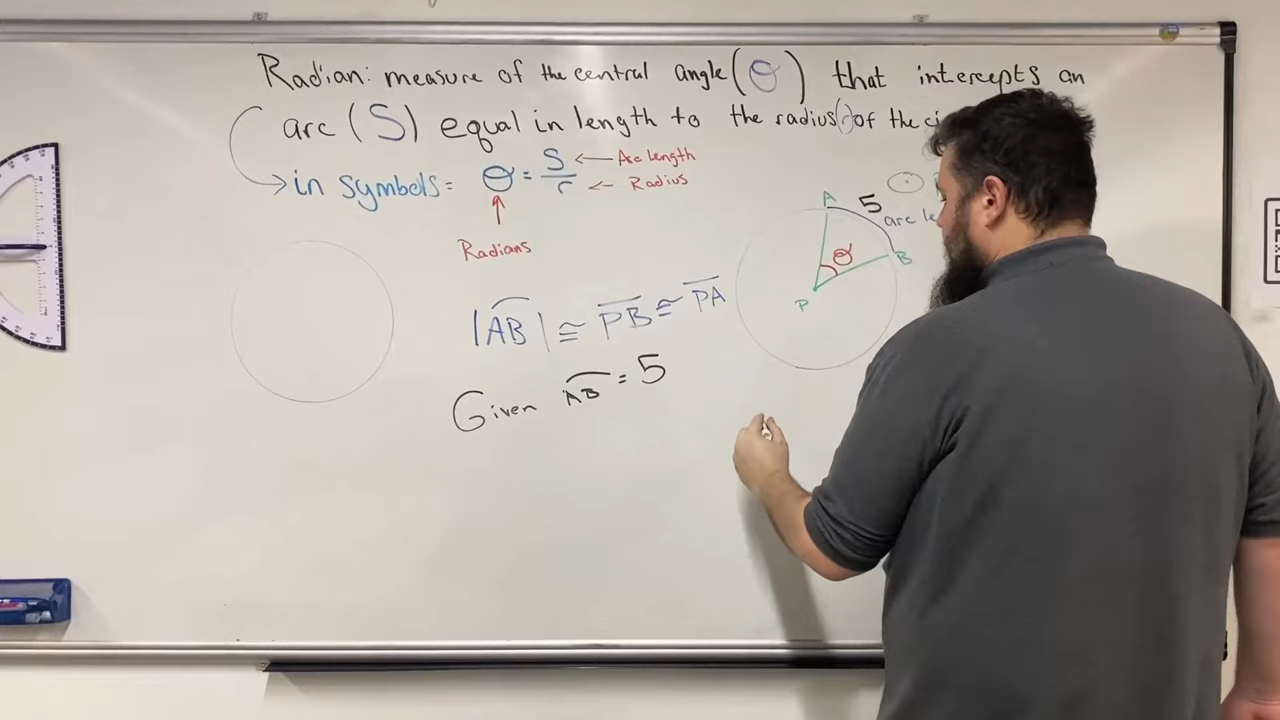 Radian: measure of the central angle (θ) that intercepts an
arc (S) equal in length to the radius (r) of the
in symbols = θ = S/r
← Arc length
← Radius
Radians
A
5
arc
θ
B
P
|AB| ≅ PB ≅ PA
Given AB = 5